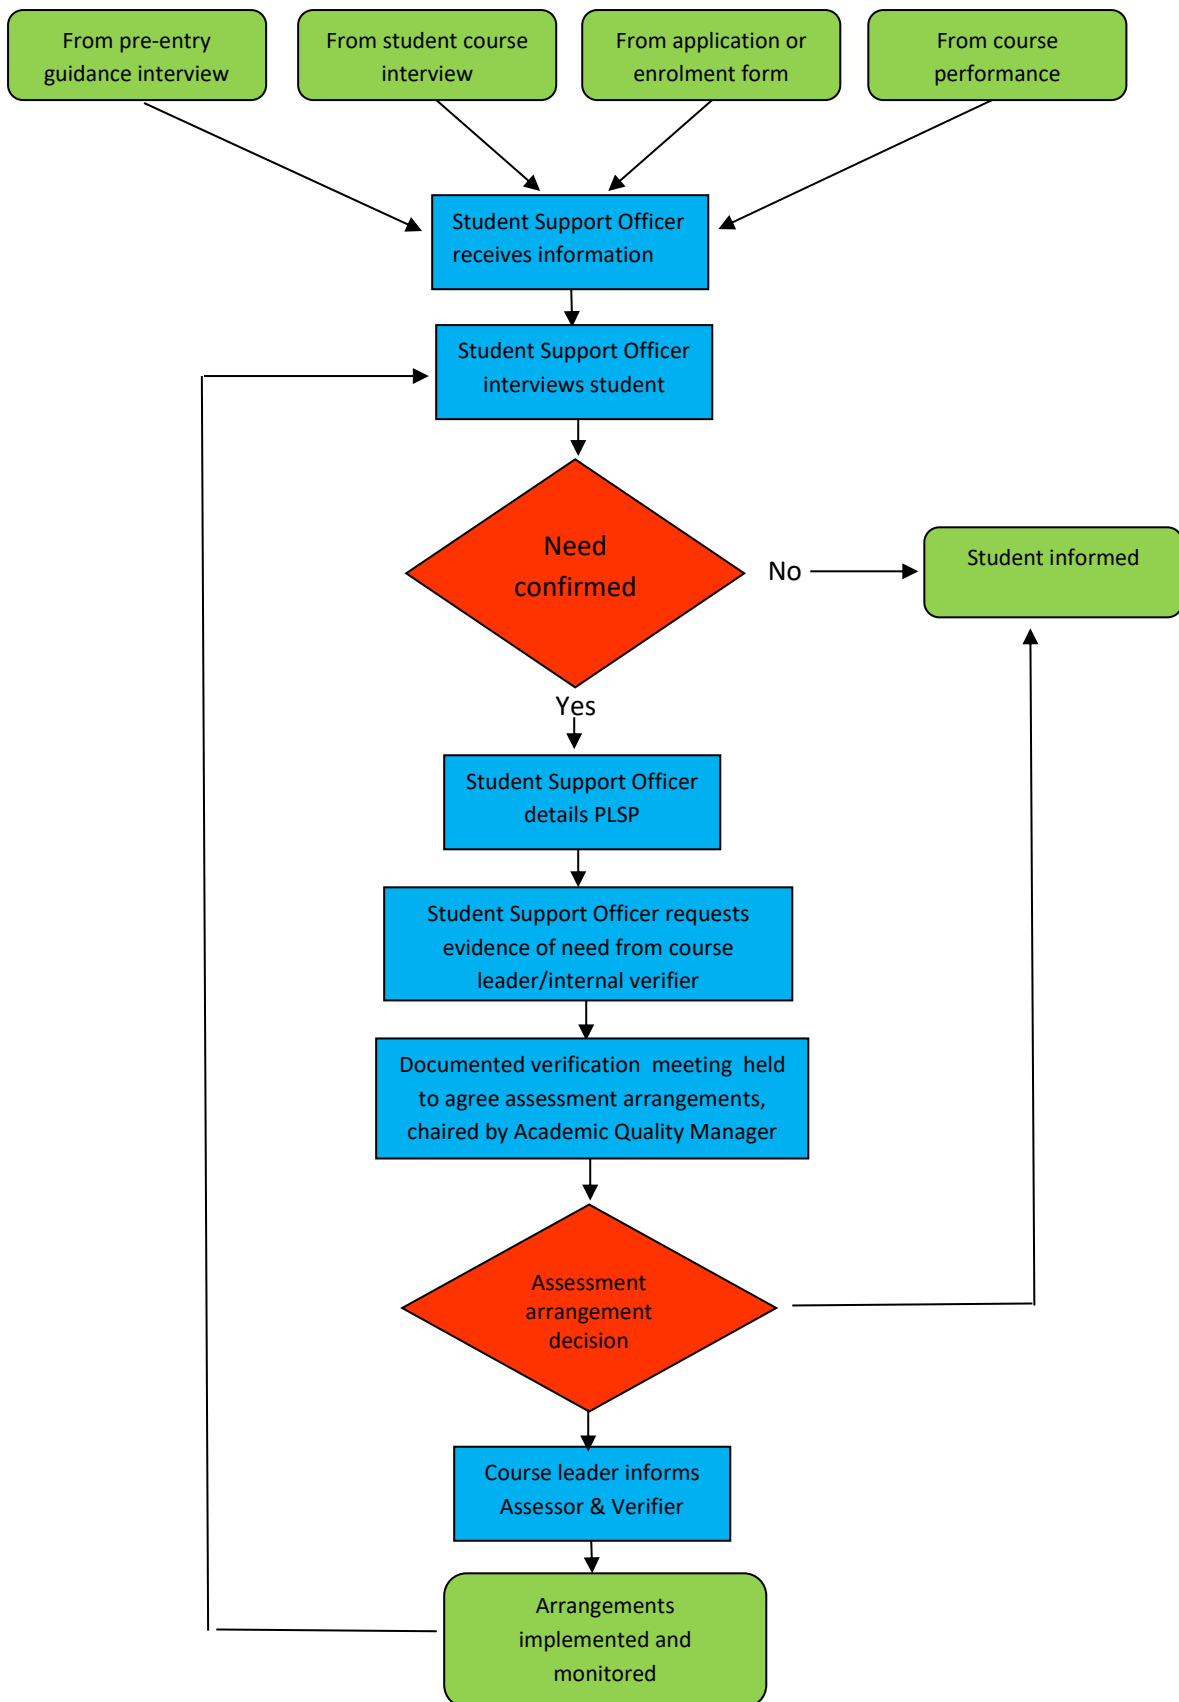 From pre-entry
guidance interview
From student course
interview
From application or
enrolment form
From course
performance
Student Support Officer
receives information
Student Support Officer
interviews student
Need
confirmed
No
Student informed
Yes
Student Support Officer
details PLSP
Student Support Officer requests
evidence of need from course
leader/internal verifier
Documented verification  meeting  held
to agree assessment arrangements,
chaired by Academic Quality Manager
Assessment
arrangement
decision
Course leader informs
Assessor & Verifier
Arrangements
implemented and
monitored